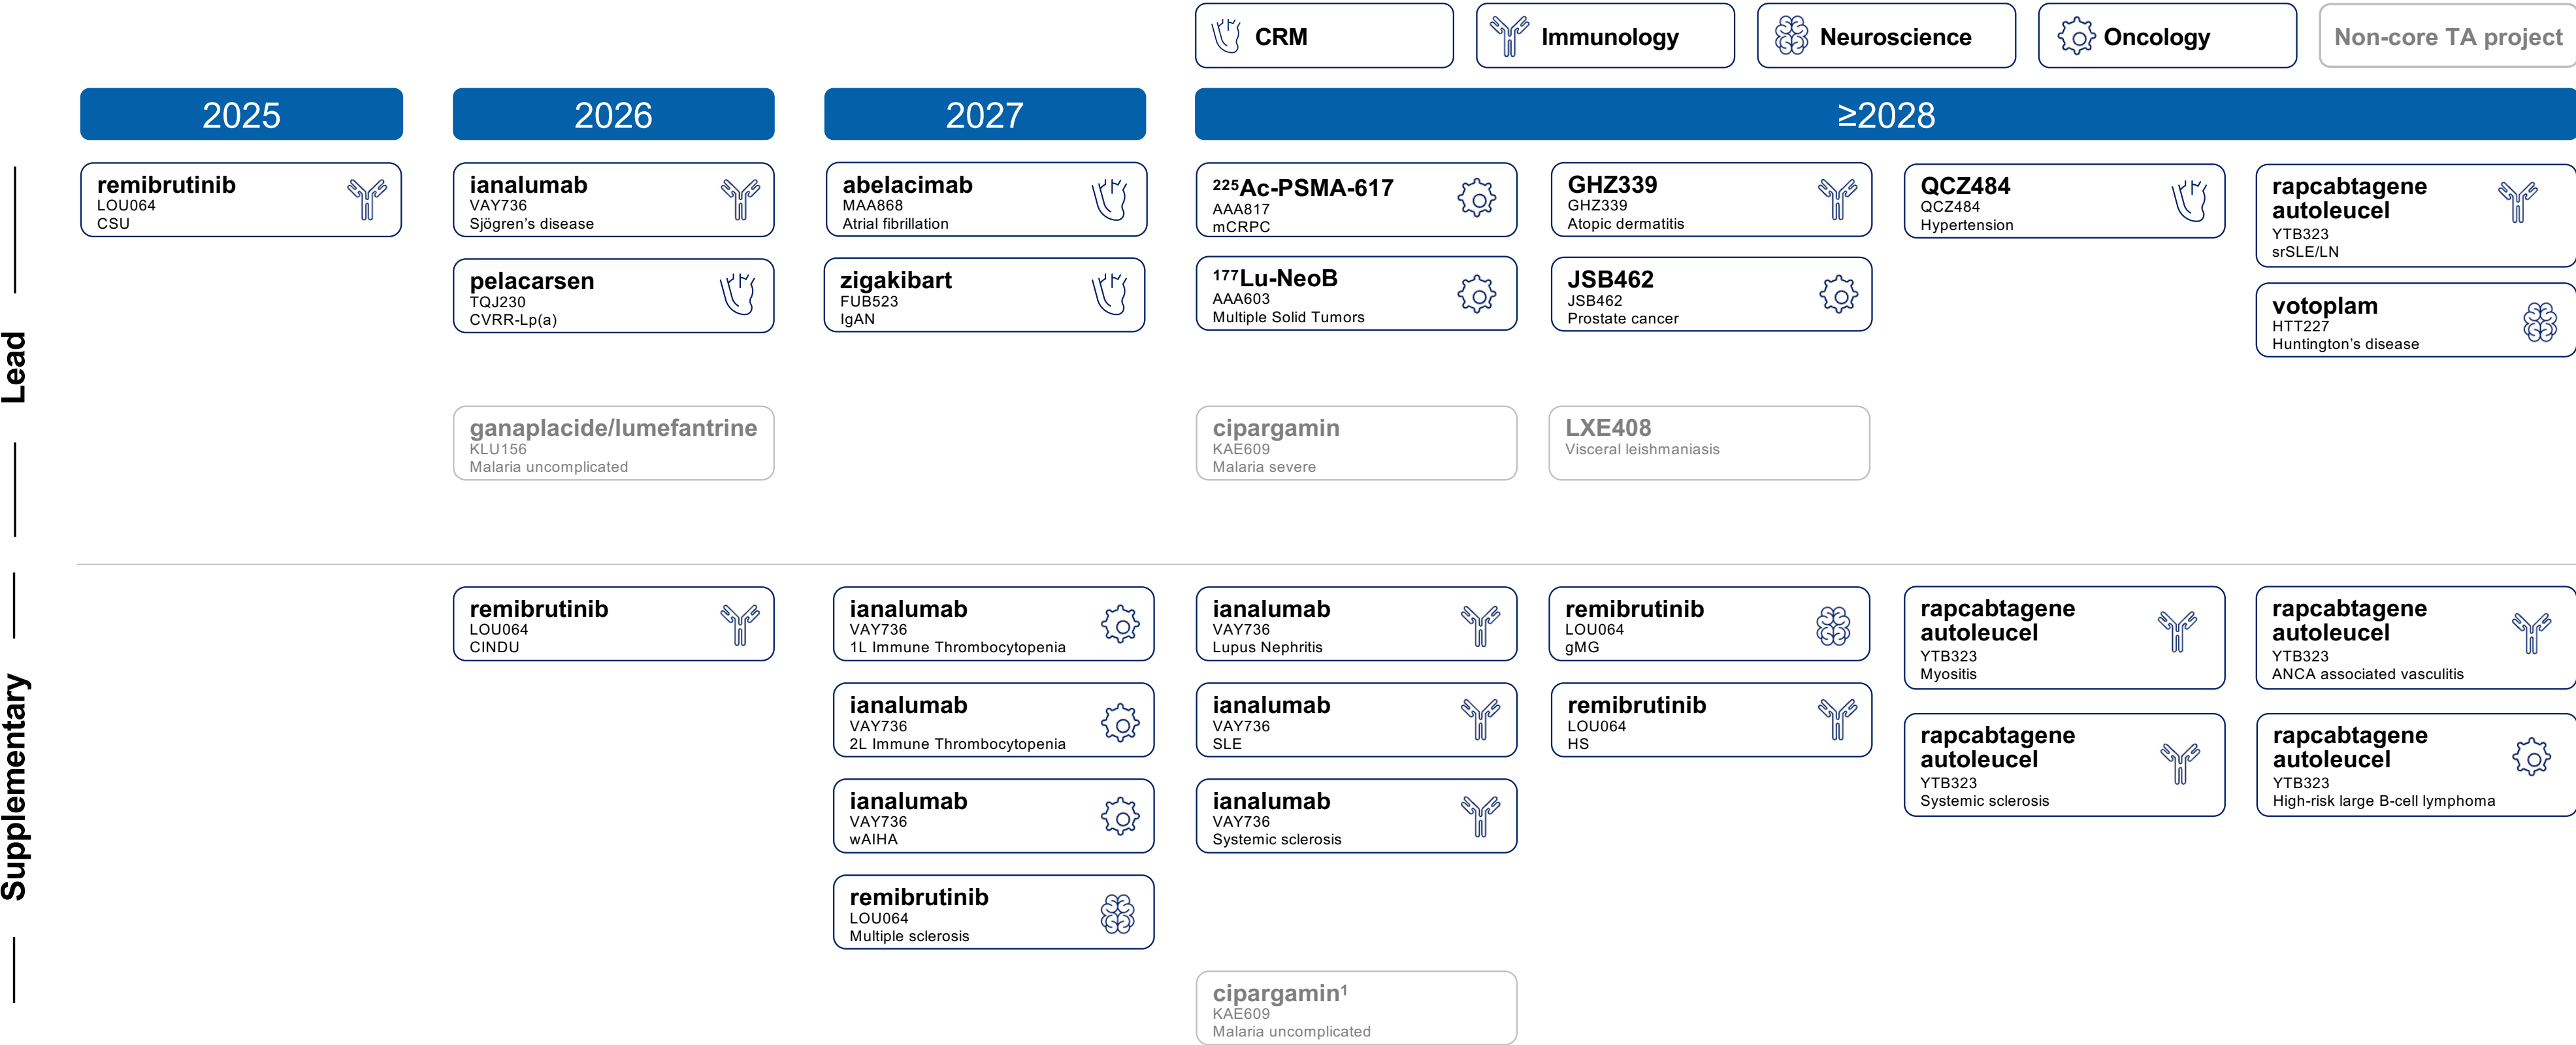 CRM
Immunology
Neuroscience
Oncology
Non-core TA project
2025
2026
2027
≥2028
Lead
remibrutinib
LOU064
CSU
ianalumab
VAY736
Sjögren’s disease
pelacarsen
TQJ230
CVRR-Lp(a)
ganaplacide/lumefantrine
KLU156
Malaria uncomplicated
abelacimab
MAA868
Atrial fibrillation
zigakibart
FUB523
IgAN
²²⁵Ac-PSMA-617
AAA817
mCRPC
¹⁷⁷Lu-NeoB
AAA603
Multiple Solid Tumors
cipargamin
KAE609
Malaria severe
GHZ339
GHZ339
Atopic dermatitis
JSB462
JSB462
Prostate cancer
LXE408
Visceral leishmaniasis
QCZ484
QCZ484
Hypertension
rapcabtagene
autoleucel
YTB323
srSLE/LN
votoplam
HTT227
Huntington’s disease
Supplementary
remibrutinib
LOU064
CINDU
ianalumab
VAY736
1L Immune Thrombocytopenia
ianalumab
VAY736
2L Immune Thrombocytopenia
ianalumab
VAY736
wAIHA
remibrutinib
LOU064
Multiple sclerosis
ianalumab
VAY736
Lupus Nephritis
ianalumab
VAY736
SLE
ianalumab
VAY736
Systemic sclerosis
cipargamin¹
KAE609
Malaria uncomplicated
remibrutinib
LOU064
gMG
remibrutinib
LOU064
HS
rapcabtagene
autoleucel
YTB323
Myositis
rapcabtagene
autoleucel
YTB323
Systemic sclerosis
rapcabtagene
autoleucel
YTB323
ANCA associated vasculitis
rapcabtagene
autoleucel
YTB323
High-risk large B-cell lymphoma